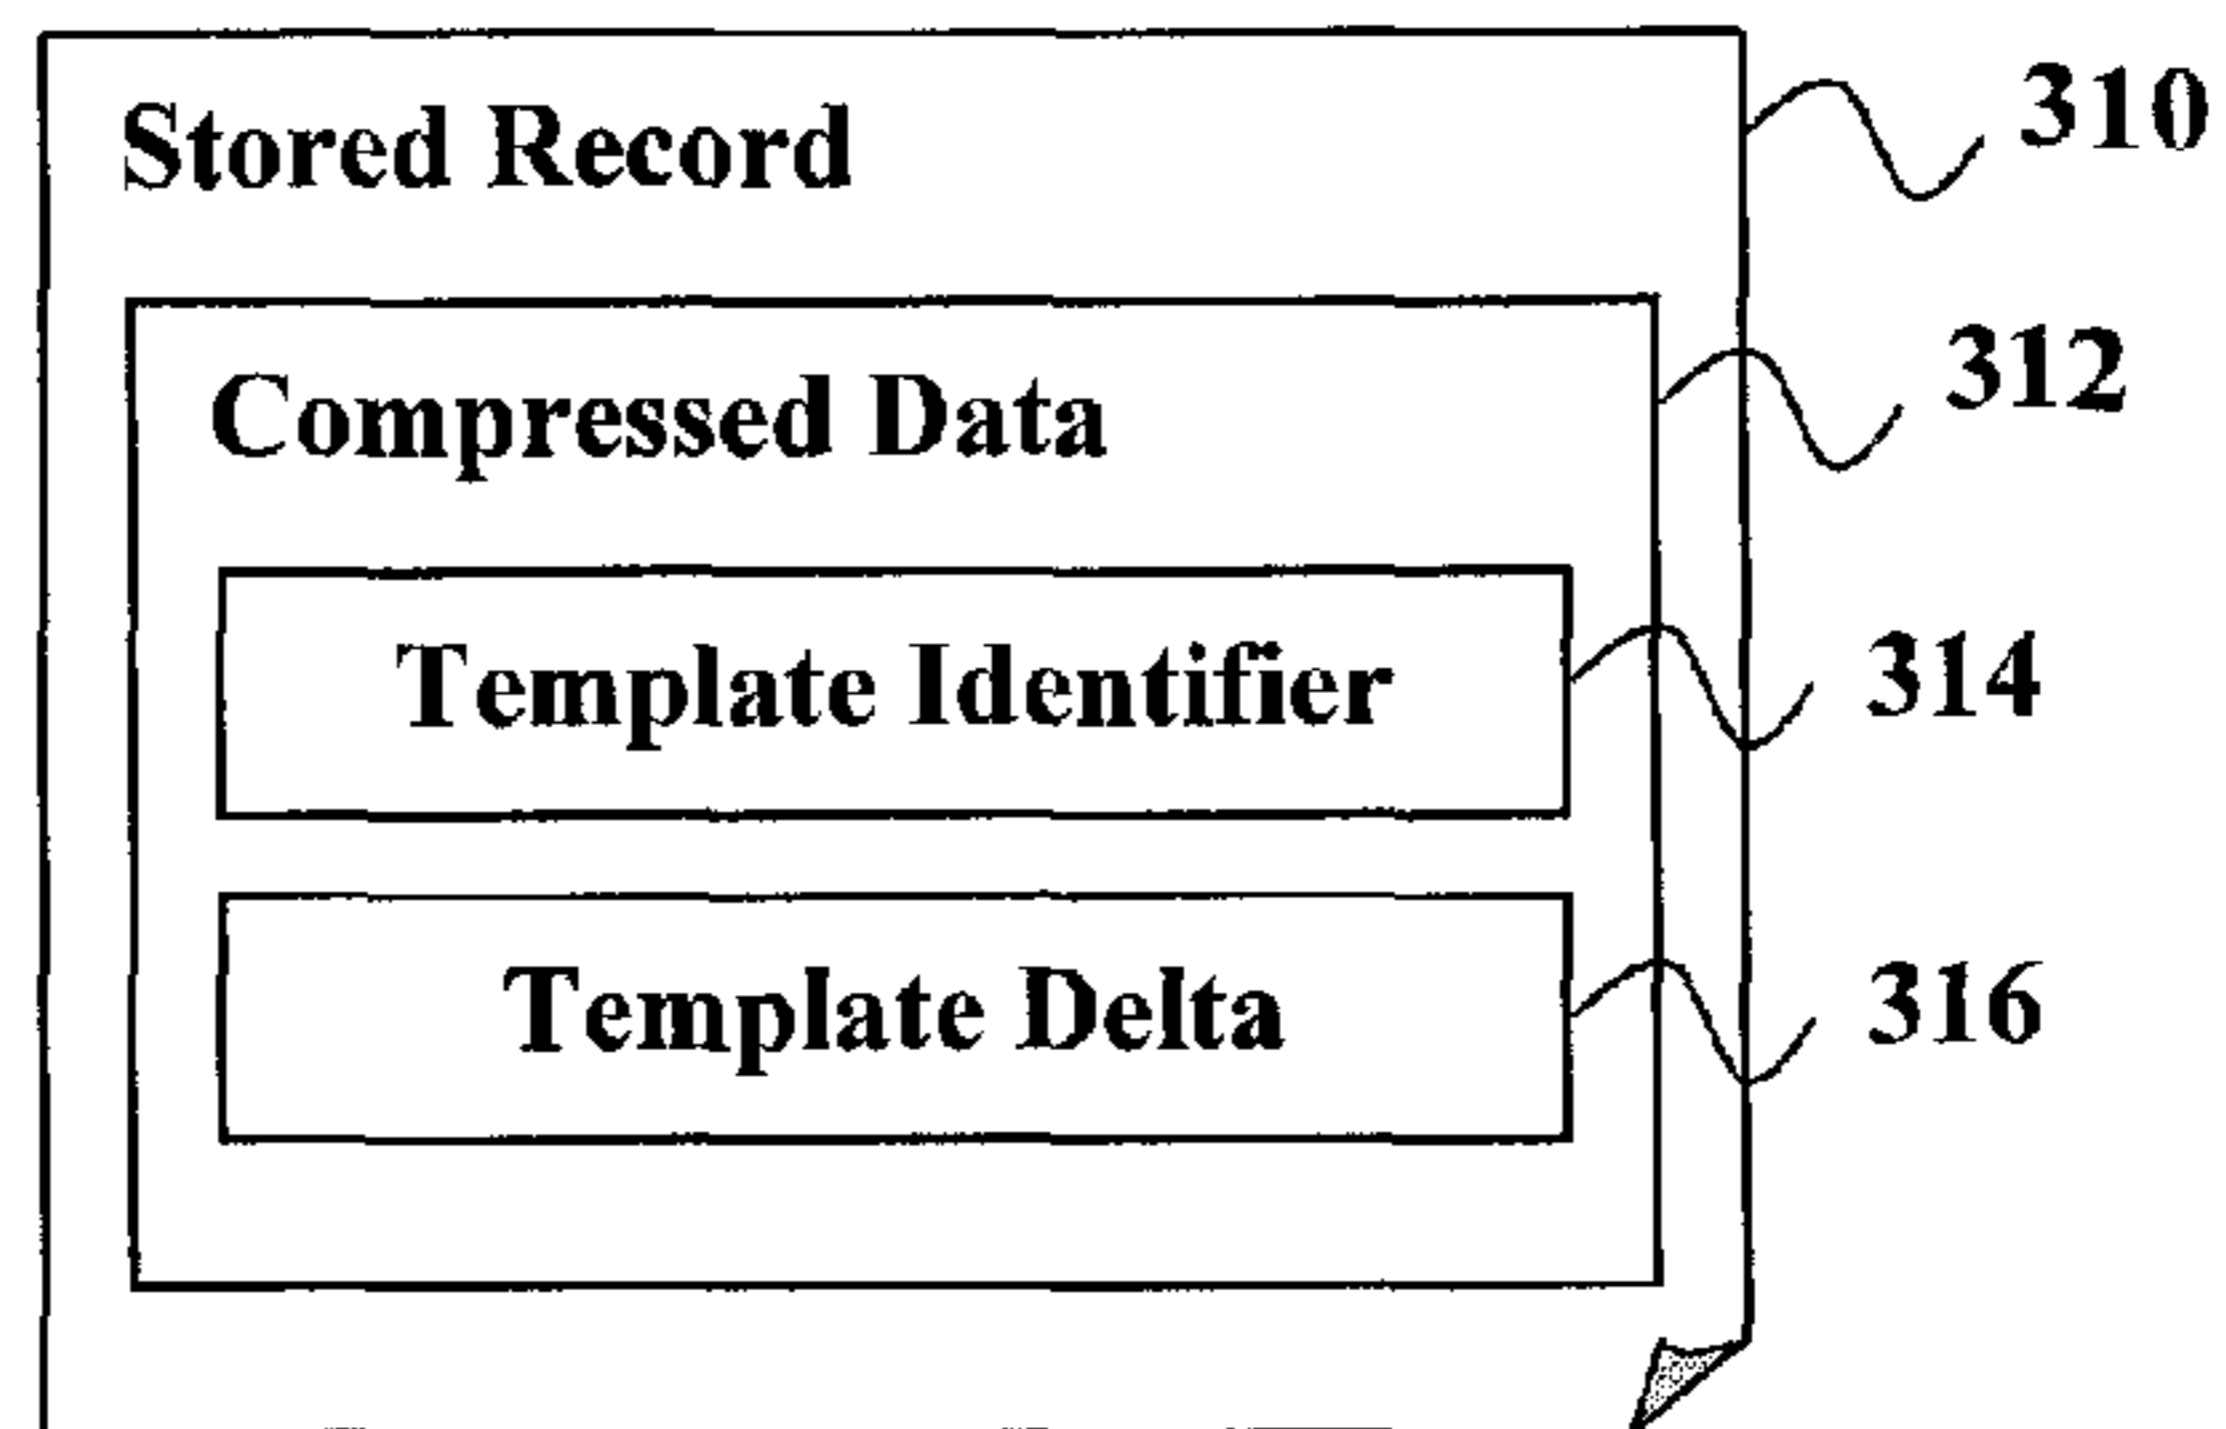 Stored Record
310
Compressed Data
312
Template Identifier
314
Template Delta
316